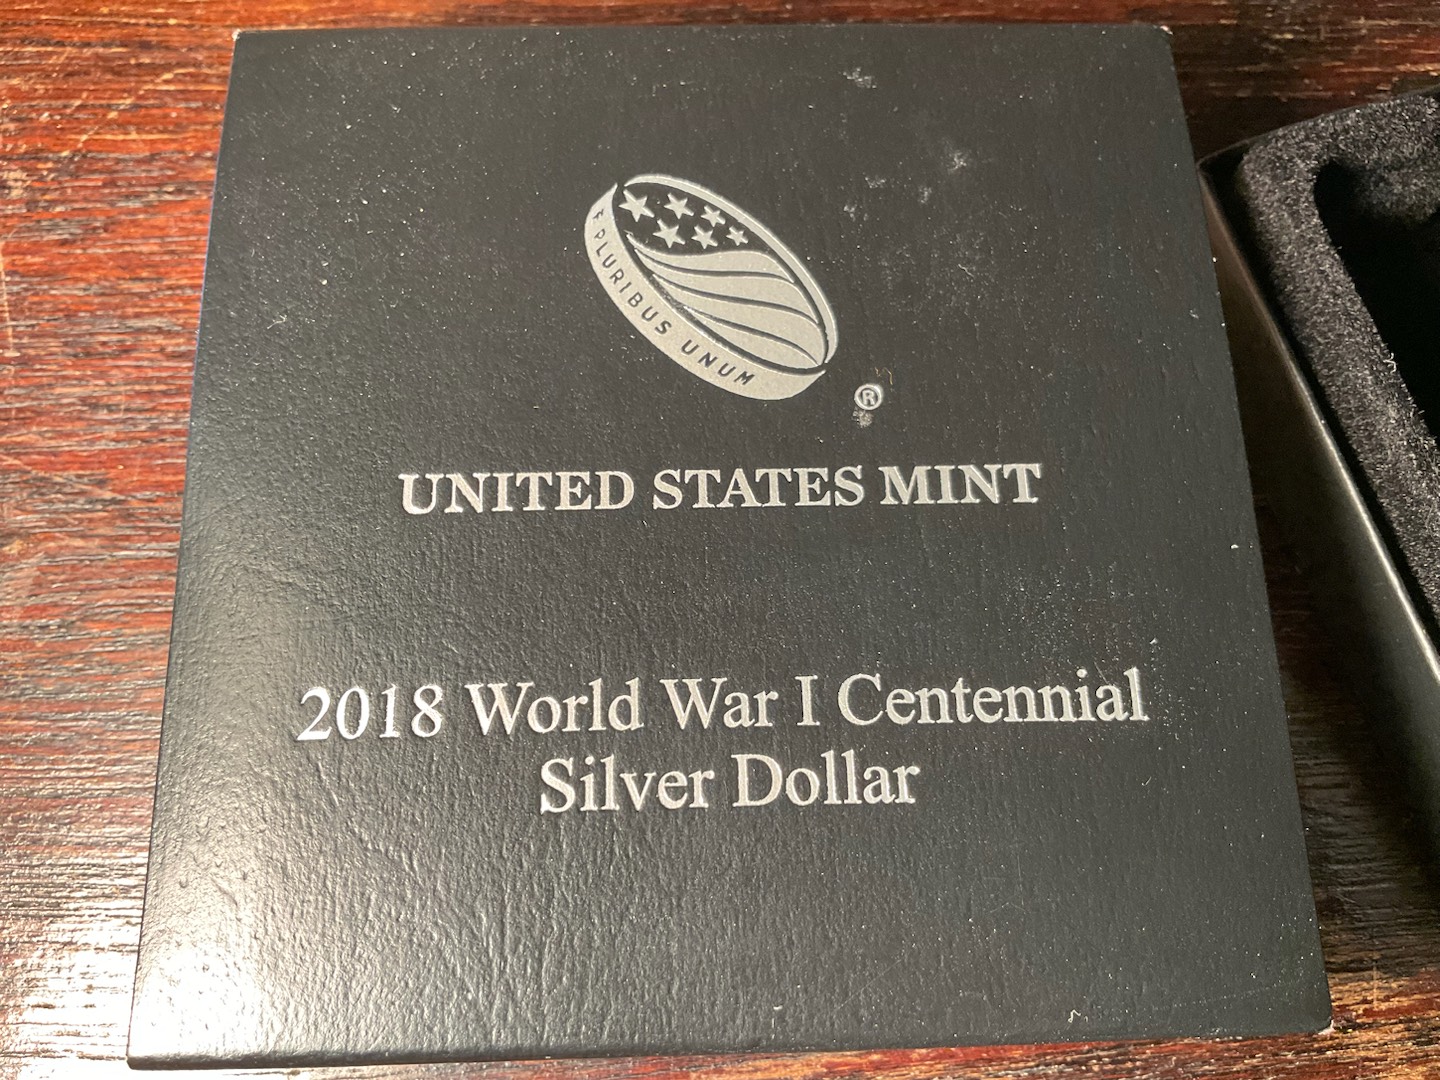 E PLURIBUS UNUM
®
UNITED STATES MINT
2018 World War I Centennial
Silver Dollar